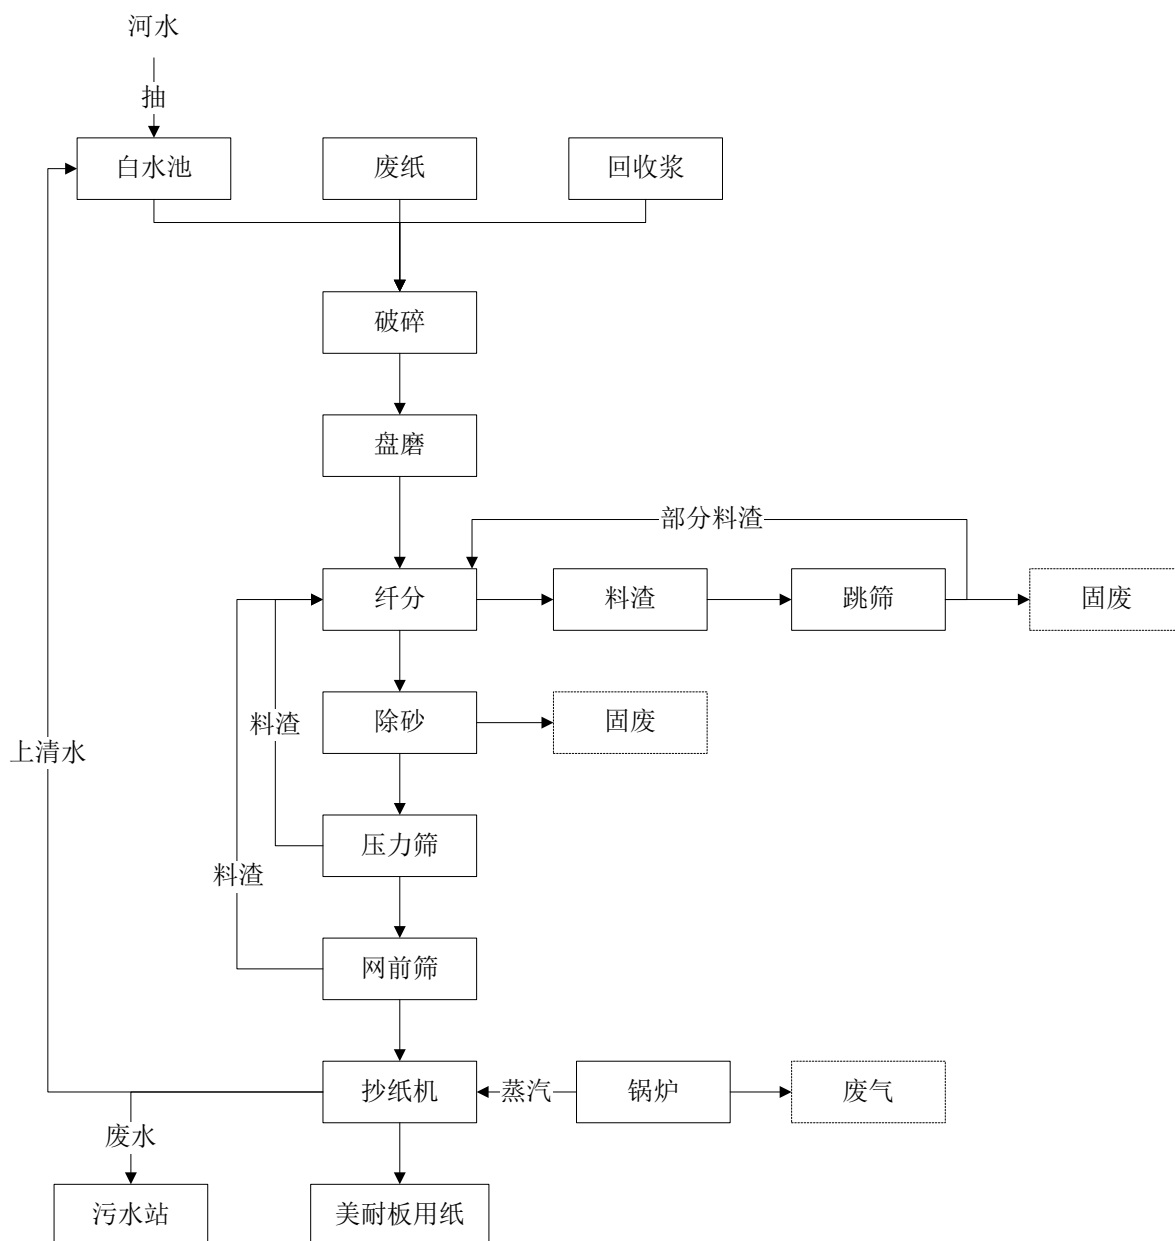 河水
抽
白水池
废纸
回收浆
破碎
盘磨
部分料渣
纤分
料渣
跳筛
固废
除砂
固废
料渣
上清水
压力筛
料渣
网前筛
抄纸机
蒸汽
锅炉
废气
废水
污水站
美耐板用纸